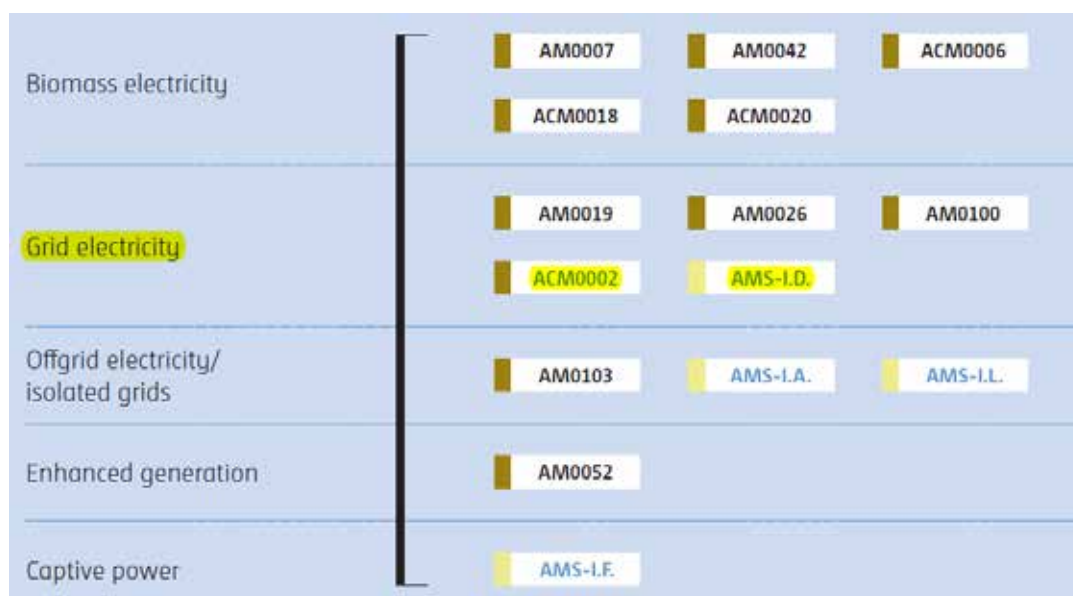 Biomass electricity
AM0007 AM0042 ACM0006
ACM0018 ACM0020
Grid electricity
AM0019 AM0026 AM0100
ACM0002 AMS-I.D.
Offgrid electricity/
isolated grids
AM0103 AMS-I.A. AMS-I.L.
Enhanced generation
AM0052
Captive power
AMS-I.F.